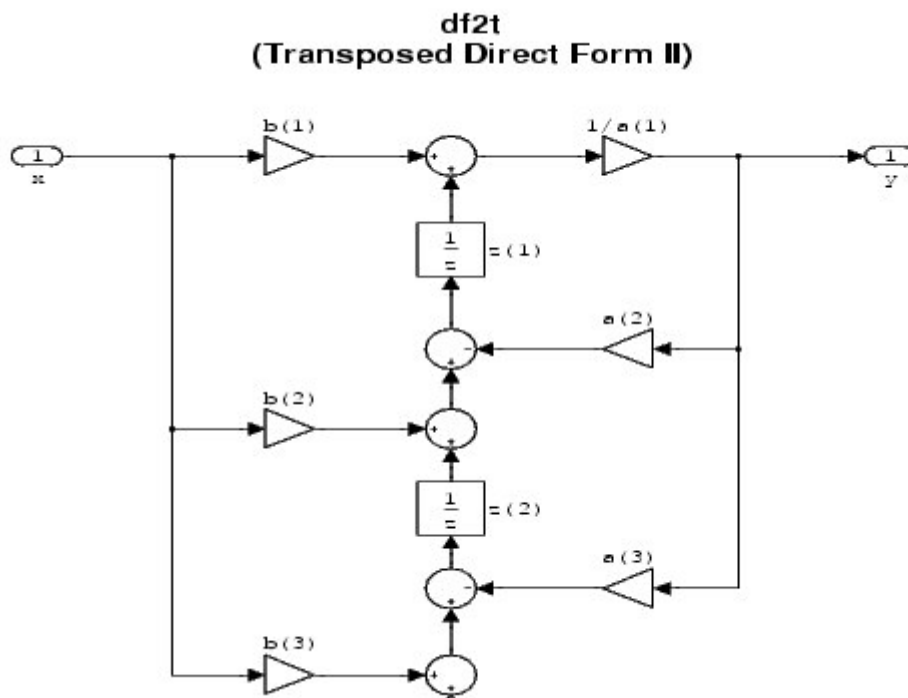 df2t
(Transposed Direct Form II)
b(1)
1/a(1)
1
x
+
+
1
y
1
z
z(1)
a(2)
-
+
b(2)
+
+
1
z
z(2)
a(3)
-
+
b(3)
+
+